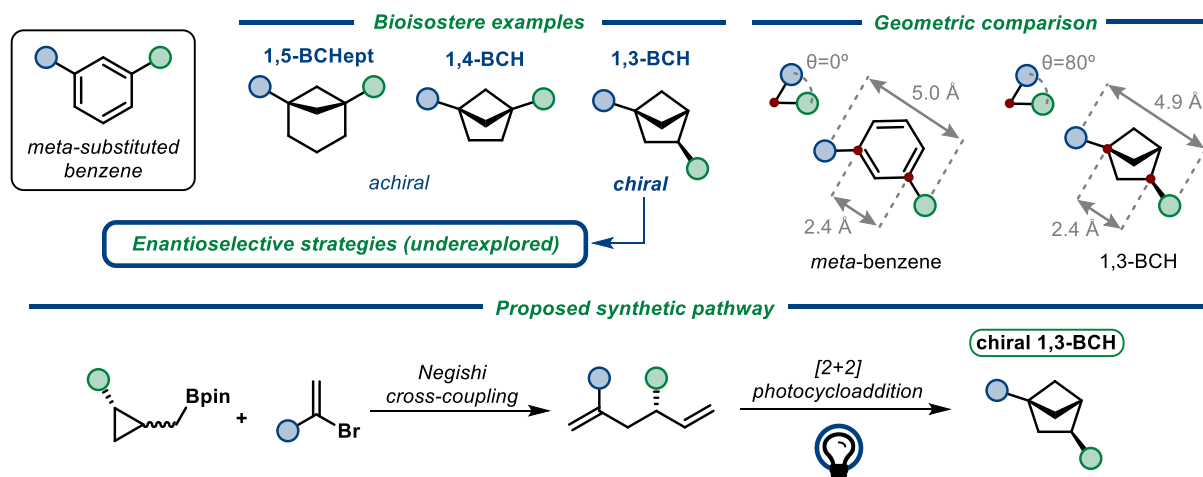 Bioisostere examples
Geometric comparison
meta-substituted
benzene
1,5-BCHept
1,4-BCH
1,3-BCH
achiral
chiral
Enantioselective strategies (underexplored)
θ=0º
5.0 Å
2.4 Å
meta-benzene
θ=80º
4.9 Å
2.4 Å
1,3-BCH
Proposed synthetic pathway
Bpin
+
Br
Negishi
cross-coupling
[2+2]
photocycloaddition
chiral 1,3-BCH